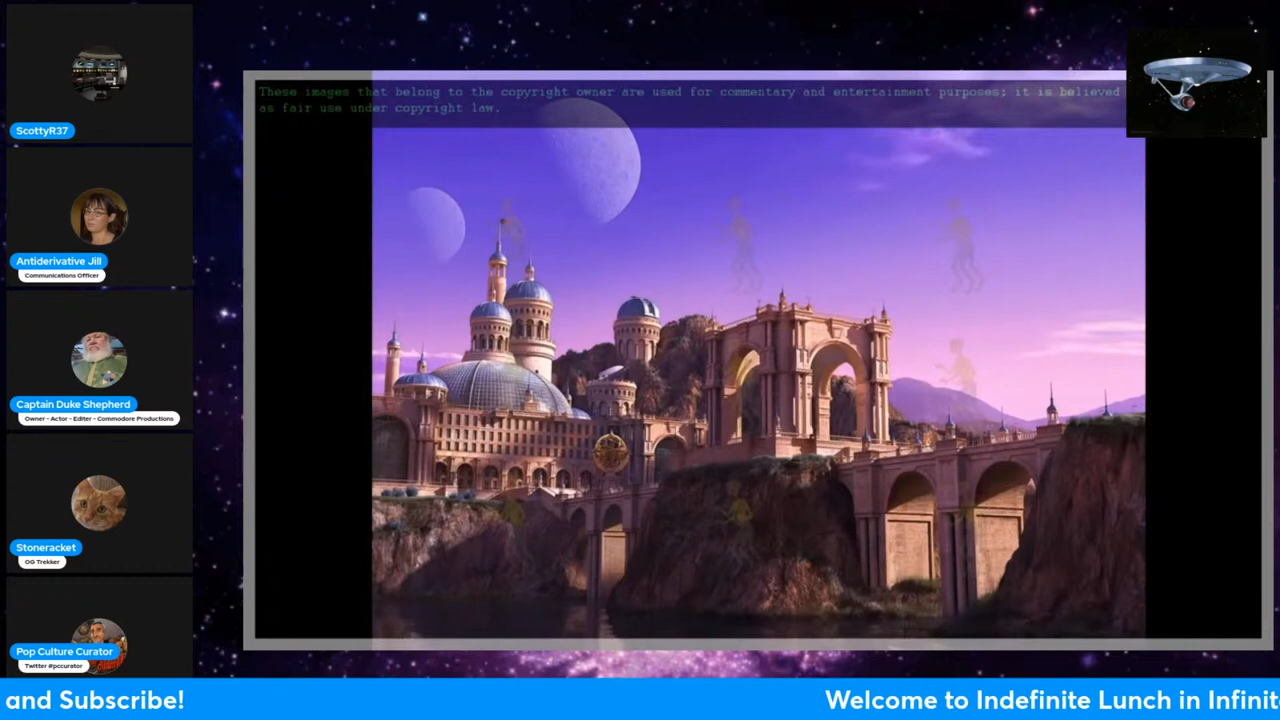 ScottyR37
Antiderivative Jill
Communications Officer
Captain Duke Shepherd
Owner - Actor - Editer - Commodore Productions
Stoneracket
OG Trekker
Pop Culture Curator
Twitter #pccurator
These images that belong to the copyright owner are used for commentary and entertainment purposes; it is believed
as fair use under copyright law.
and Subscribe!
Welcome to Indefinite Lunch in Infinit